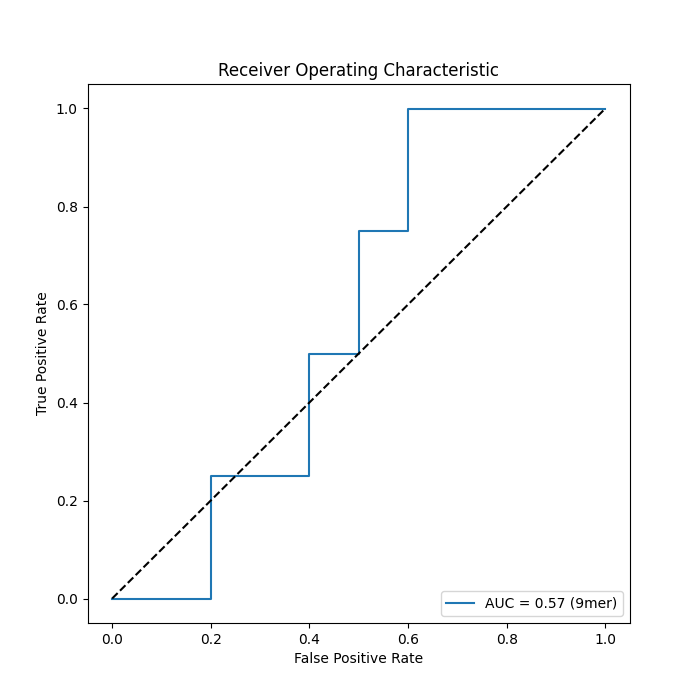 Receiver Operating Characteristic
1.0
0.8
0.6
0.4
0.2
0.0
True Positive Rate
AUC = 0.57 (9mer)
0.0 0.2 0.4 0.6 0.8 1.0
False Positive Rate